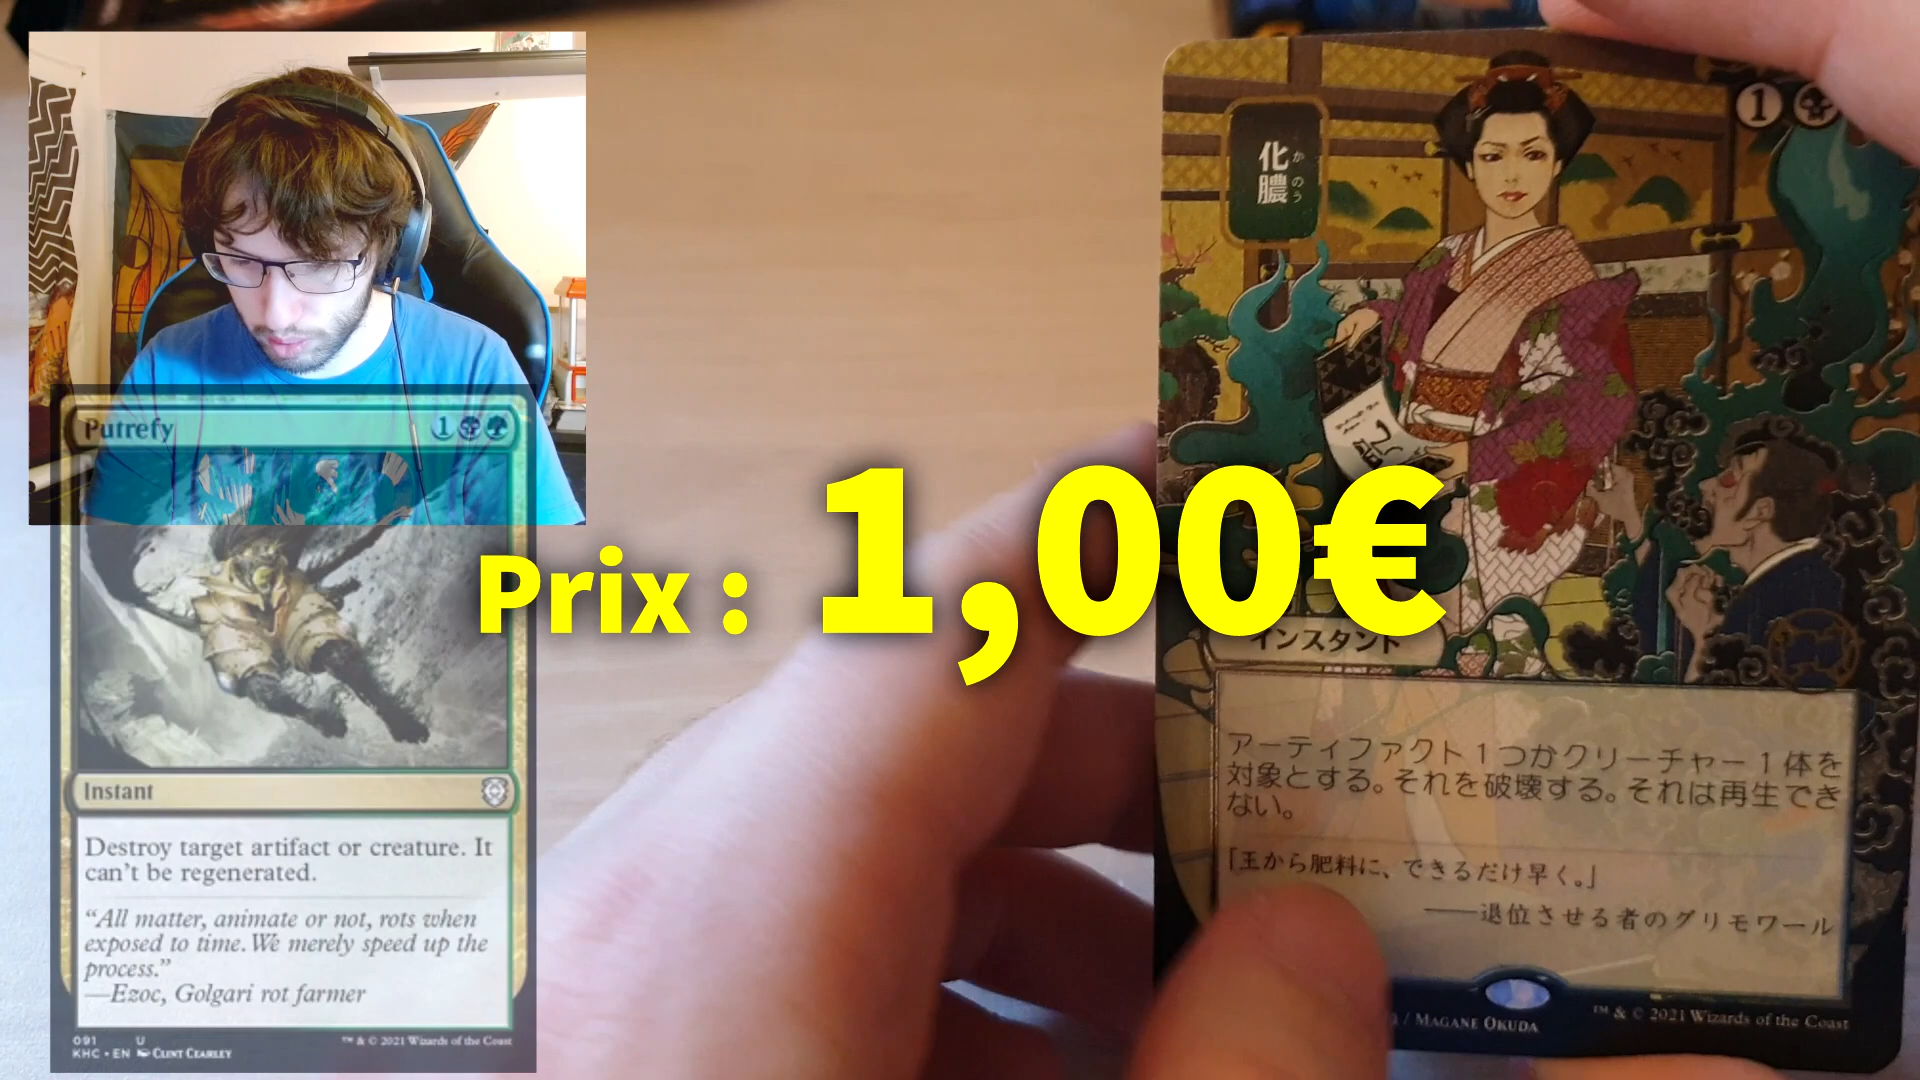 Putrefy 1
Instant
Destroy target artifact or creature. It
can't be regenerated.
"All matter, animate or not, rots when
exposed to time. We merely speed up the
process."
—Ezoc, Golgari rot farmer
091 U
KHC • EN CLINT CEARLEY
™ & © 2021 Wizards of the Coast
Prix : 1,00€
1
化膿
かのう
インスタント
アーティファクト1つかクリーチャー1体を
対象とする。それを破壊する。それは再生でき
ない。
「王から肥料に、できるだけ早く。」
――退位させる者のグリモワール
/ MAGANE OKUDA
™ & © 2021 Wizards of the Coast